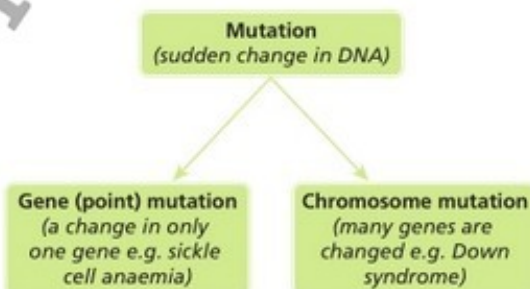 Mutation
(sudden change in DNA)
Gene (point) mutation
(a change in only
one gene e.g. sickle
cell anaemia)
Chromosome mutation
(many genes are
changed e.g. Down
syndrome)